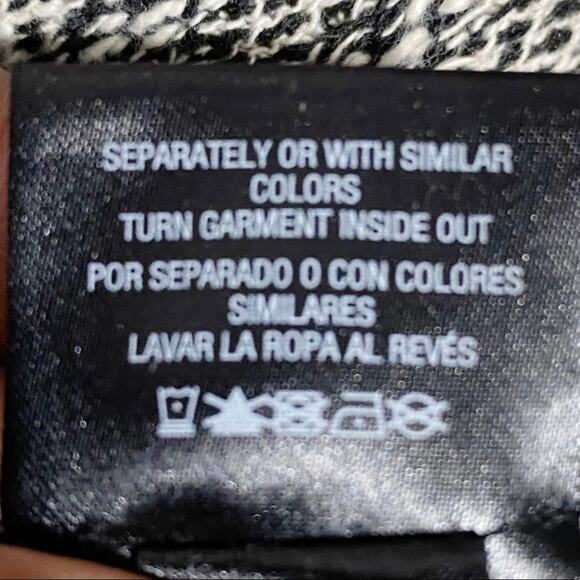 SEPARATELY OR WITH SIMILAR
COLORS
TURN GARMENT INSIDE OUT
POR SEPARADO O CON COLORES
SIMILARES
LAVAR LA ROPA AL REVÉS